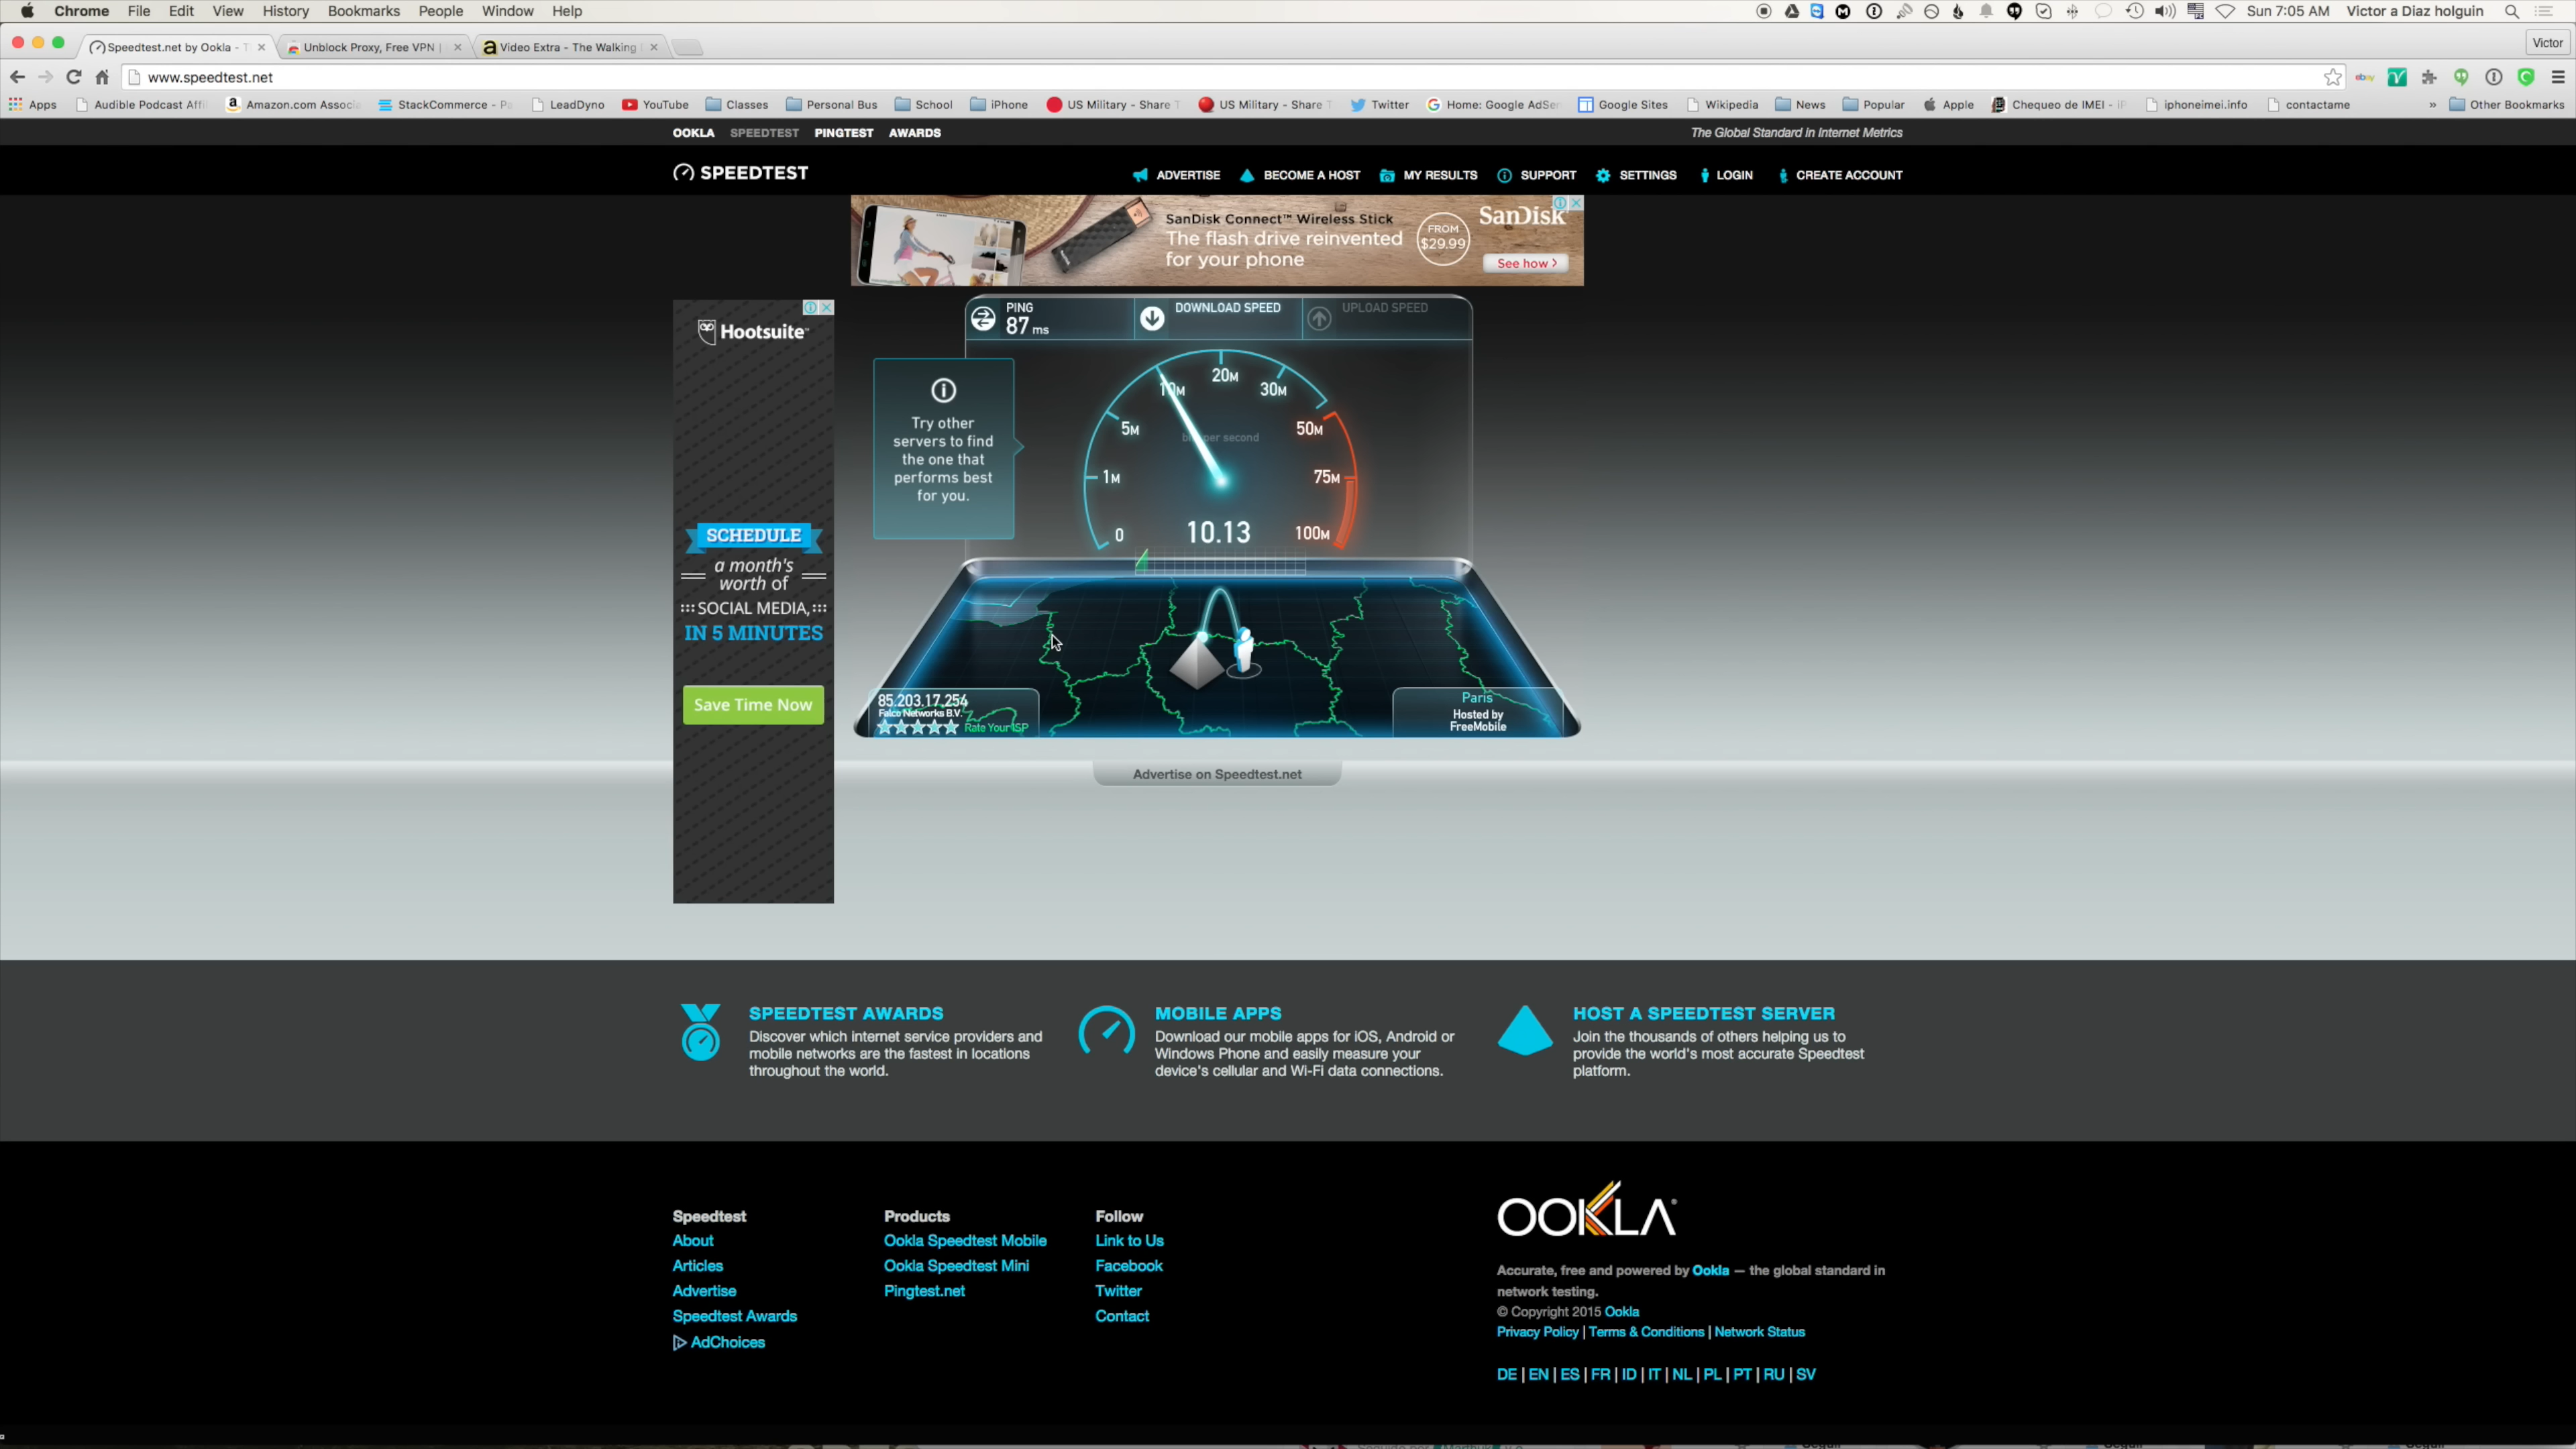 Chrome File Edit View History Bookmarks People Window Help Sun 7:05 AM Victor a Diaz holguin
Speedtest.net by Ookla - T Unblock Proxy, Free VPN | Video Extra - The Walking Victor
www.speedtest.net ebay
Apps Audible Podcast Affi Amazon.com Associa StackCommerce - Pa LeadDyno YouTube Classes Personal Bus School iPhone US Military - Share T US Military - Share T Twitter Home: Google AdSen Google Sites Wikipedia News Popular Apple Chequeo de IMEI - iP iphoneimei.info contactame » Other Bookmarks
OOKLA SPEEDTEST PINGTEST AWARDS The Global Standard in Internet Metrics
SPEEDTEST ADVERTISE BECOME A HOST MY RESULTS SUPPORT SETTINGS LOGIN CREATE ACCOUNT
SanDisk Connect™ Wireless Stick
The flash drive reinvented
for your phone
FROM
$29.99
SanDisk
See how >
Hootsuite™
SCHEDULE
a month's
worth of
SOCIAL MEDIA,
IN 5 MINUTES
Save Time Now
PING
87 ms
DOWNLOAD SPEED
UPLOAD SPEED
Try other
servers to find
the one that
performs best
for you.
0
1M
5M
10M
20M
30M
50M
75M
100M
per second
10.13
85.203.17.254
Falco Networks B.V.
Rate Your ISP
Paris
Hosted by
FreeMobile
Advertise on Speedtest.net
SPEEDTEST AWARDS
Discover which internet service providers and
mobile networks are the fastest in locations
throughout the world.
MOBILE APPS
Download our mobile apps for iOS, Android or
Windows Phone and easily measure your
device's cellular and Wi-Fi data connections.
HOST A SPEEDTEST SERVER
Join the thousands of others helping us to
provide the world's most accurate Speedtest
platform.
Speedtest
About
Articles
Advertise
Speedtest Awards
AdChoices
Products
Ookla Speedtest Mobile
Ookla Speedtest Mini
Pingtest.net
Follow
Link to Us
Facebook
Twitter
Contact
OOKLA®
Accurate, free and powered by Ookla — the global standard in
network testing.
© Copyright 2015 Ookla
Privacy Policy | Terms & Conditions | Network Status
DE | EN | ES | FR | ID | IT | NL | PL | PT | RU | SV